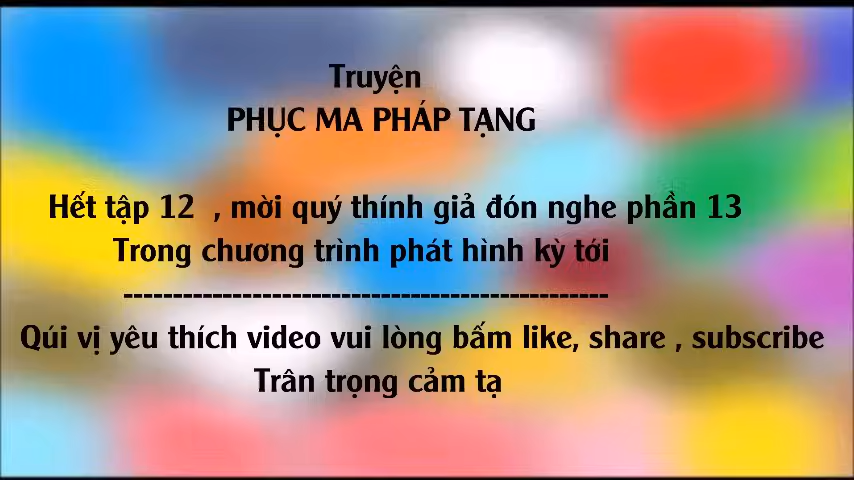 Truyện
PHỤC MA PHÁP TẠNG
Hết tập 12 , mời quý thính giả đón nghe phần 13
Trong chương trình phát hình kỳ tới
-------------------------------------------------
Qúi vị yêu thích video vui lòng bấm like, share , subscribe
Trân trọng cảm tạ